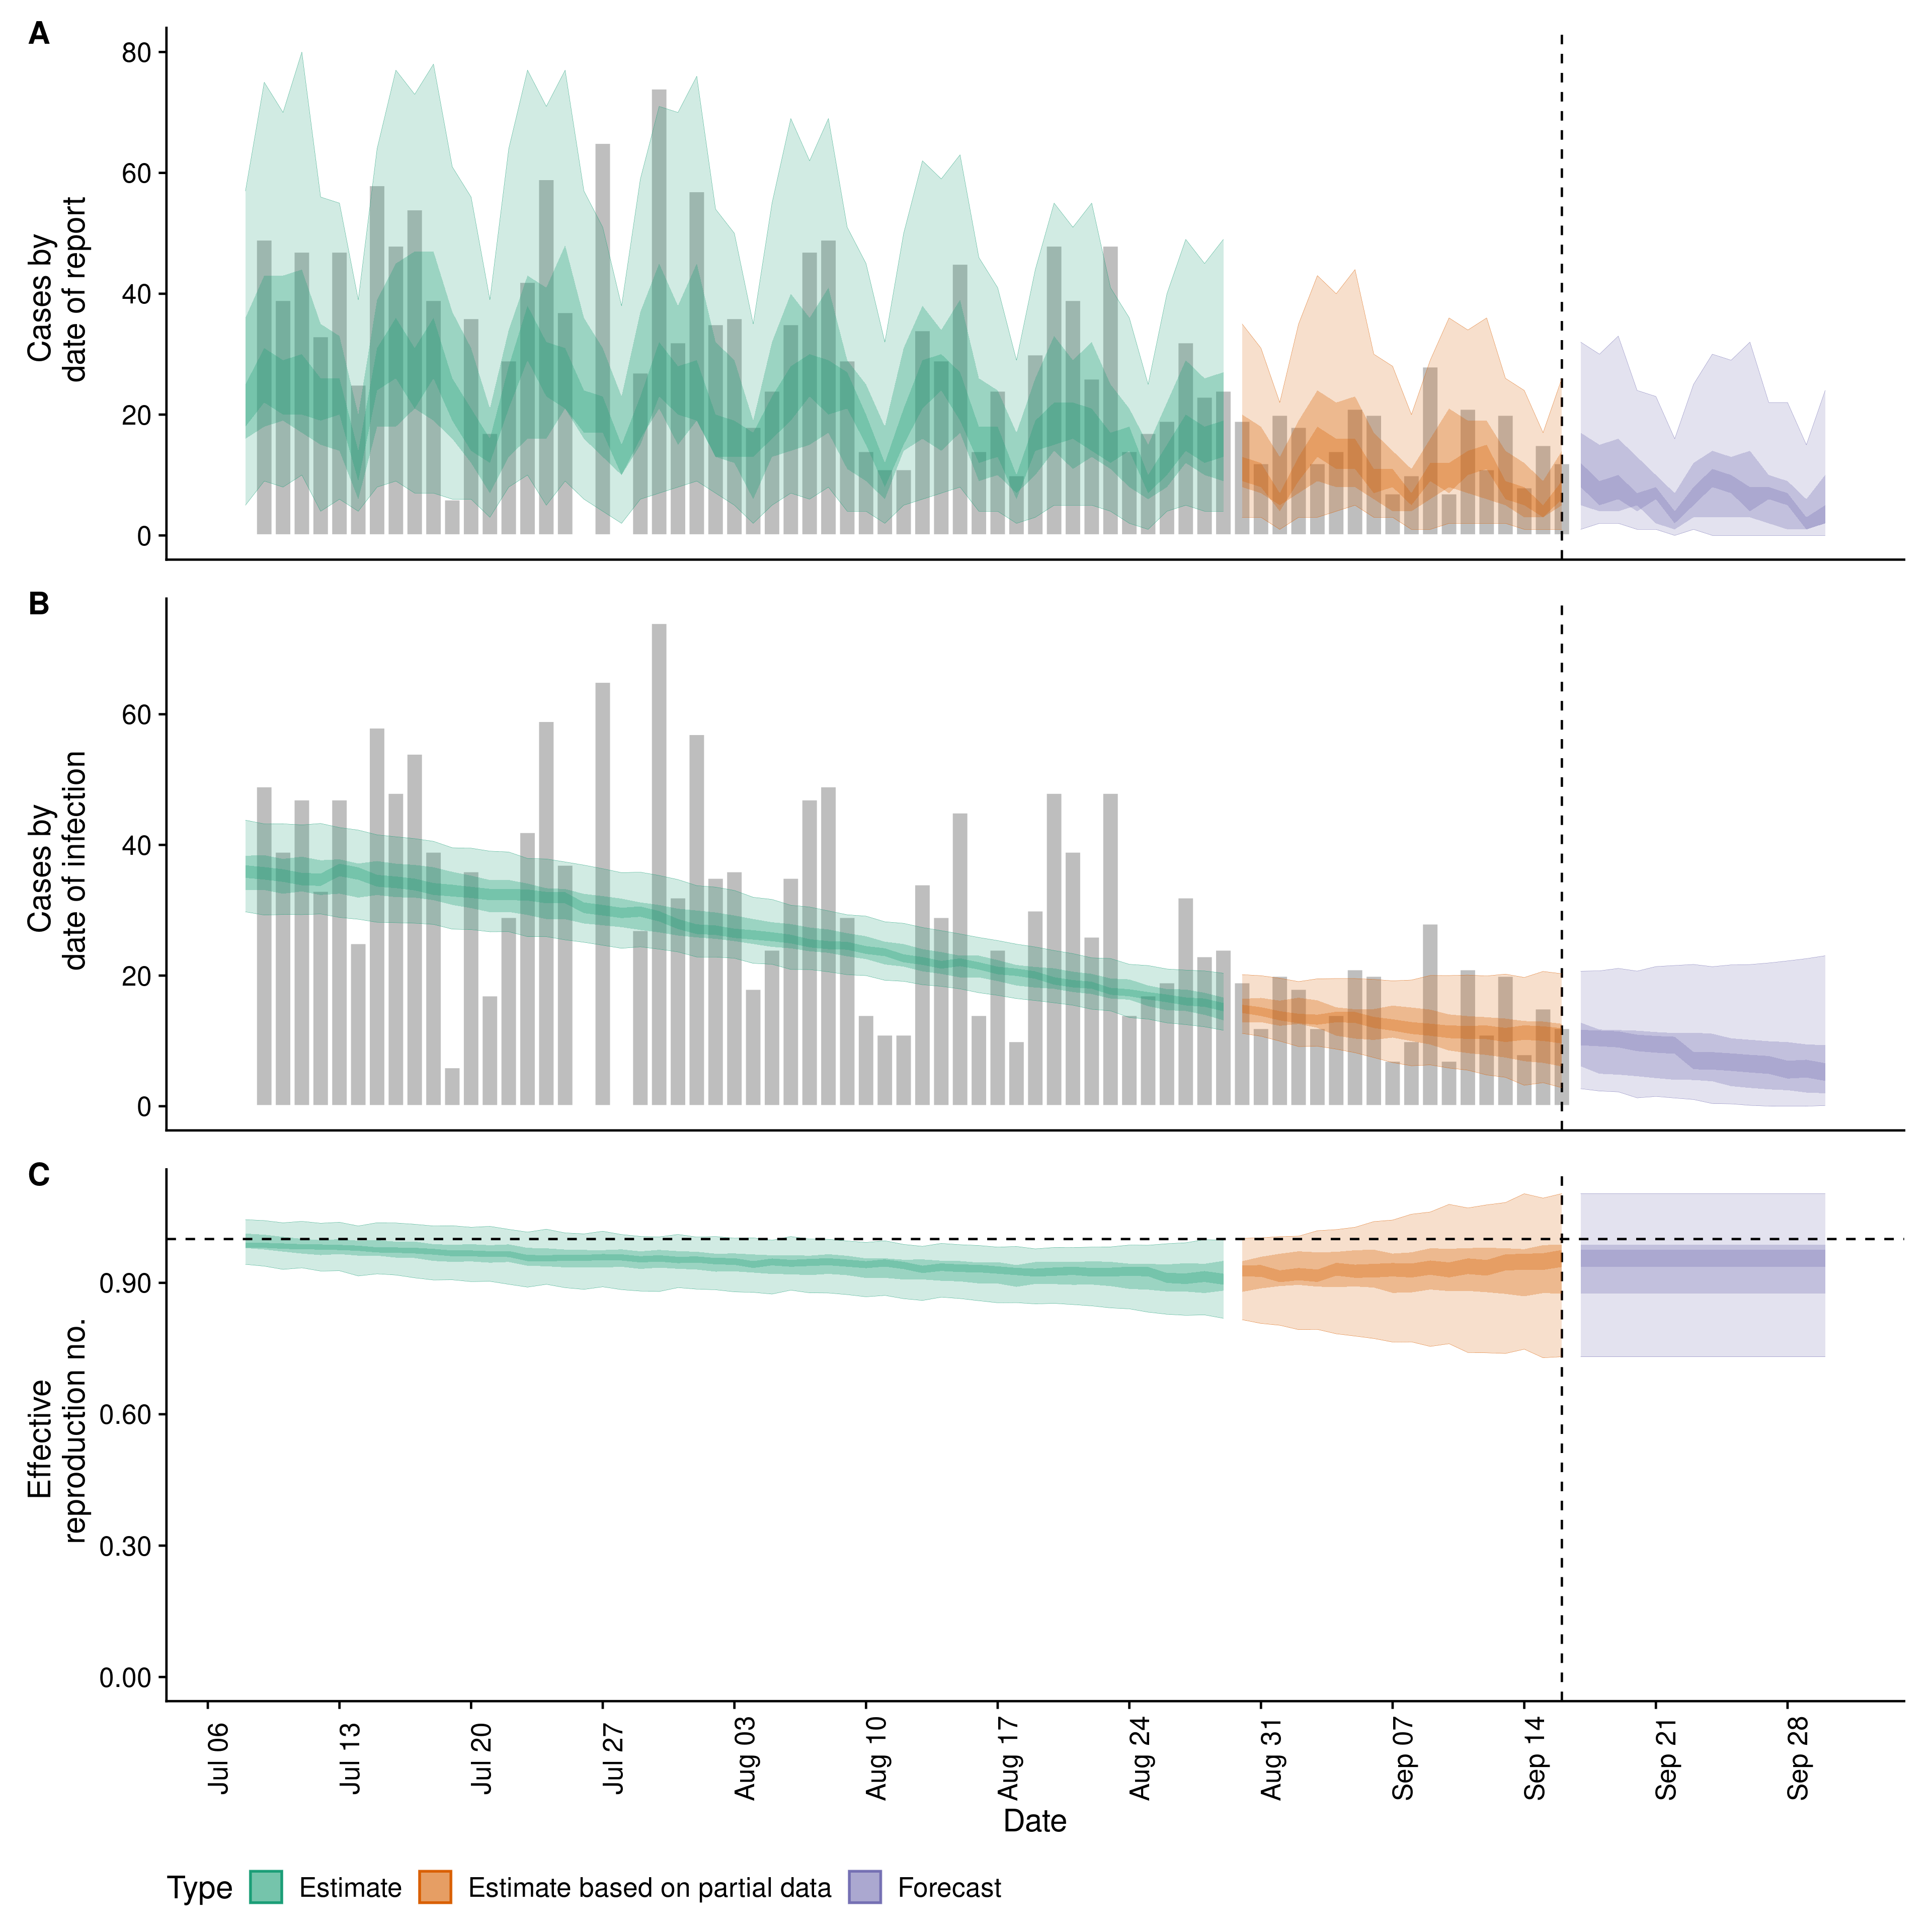 A
80
60
40
20
0
Cases by
date of report
B
60
40
20
0
Cases by
date of infection
C
0.90
0.60
0.30
0.00
Effective
reproduction no.
Jul 06
Jul 13
Jul 20
Jul 27
Aug 03
Aug 10
Aug 17
Aug 24
Aug 31
Sep 07
Sep 14
Sep 21
Sep 28
Date
Type Estimate Estimate based on partial data Forecast